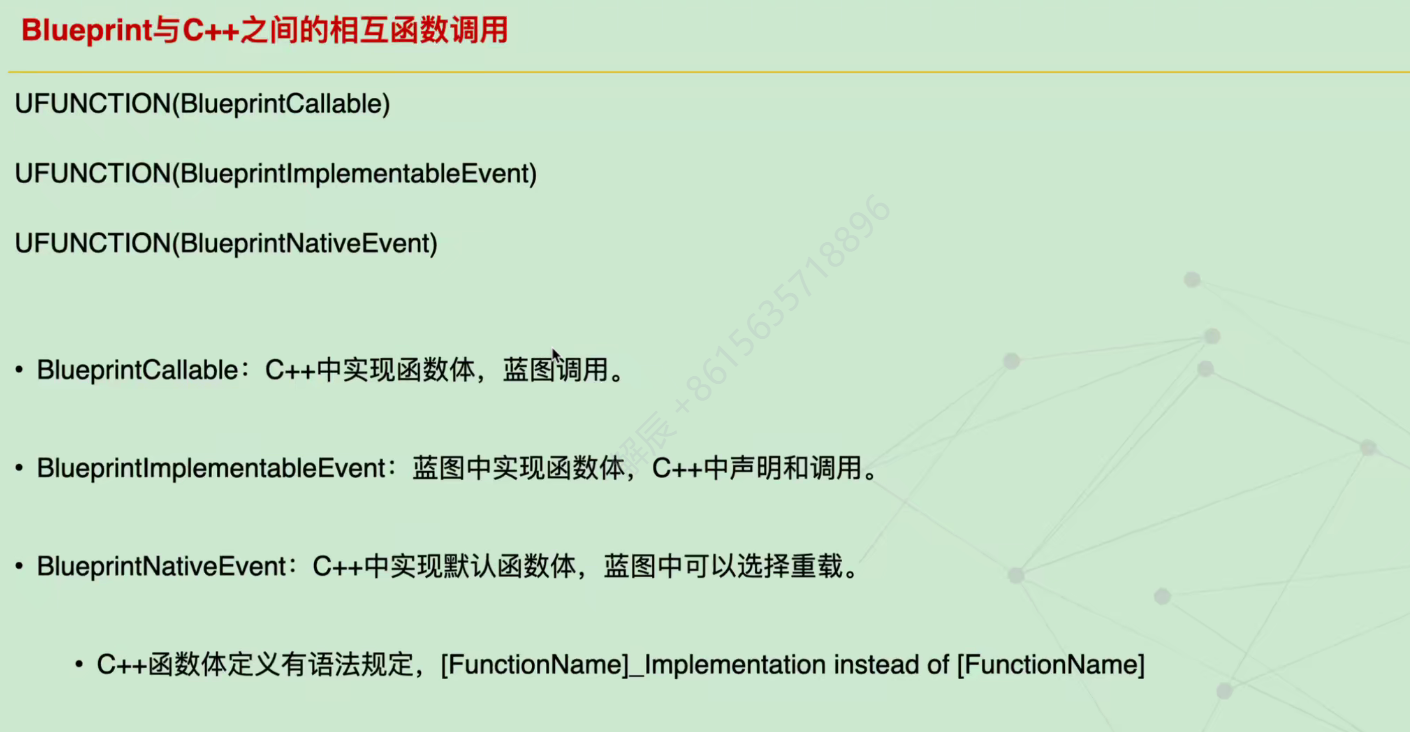 Blueprint与C++之间的相互函数调用
UFUNCTION(BlueprintCallable)
UFUNCTION(BlueprintImplementableEvent)
UFUNCTION(BlueprintNativeEvent)
• BlueprintCallable：C++中实现函数体，蓝图调用。
• BlueprintImplementableEvent：蓝图中实现函数体，C++中声明和调用。
• BlueprintNativeEvent：C++中实现默认函数体，蓝图中可以选择重载。
• C++函数体定义有语法规定，[FunctionName]_Implementation instead of [FunctionName]
解辰 +8615635718896